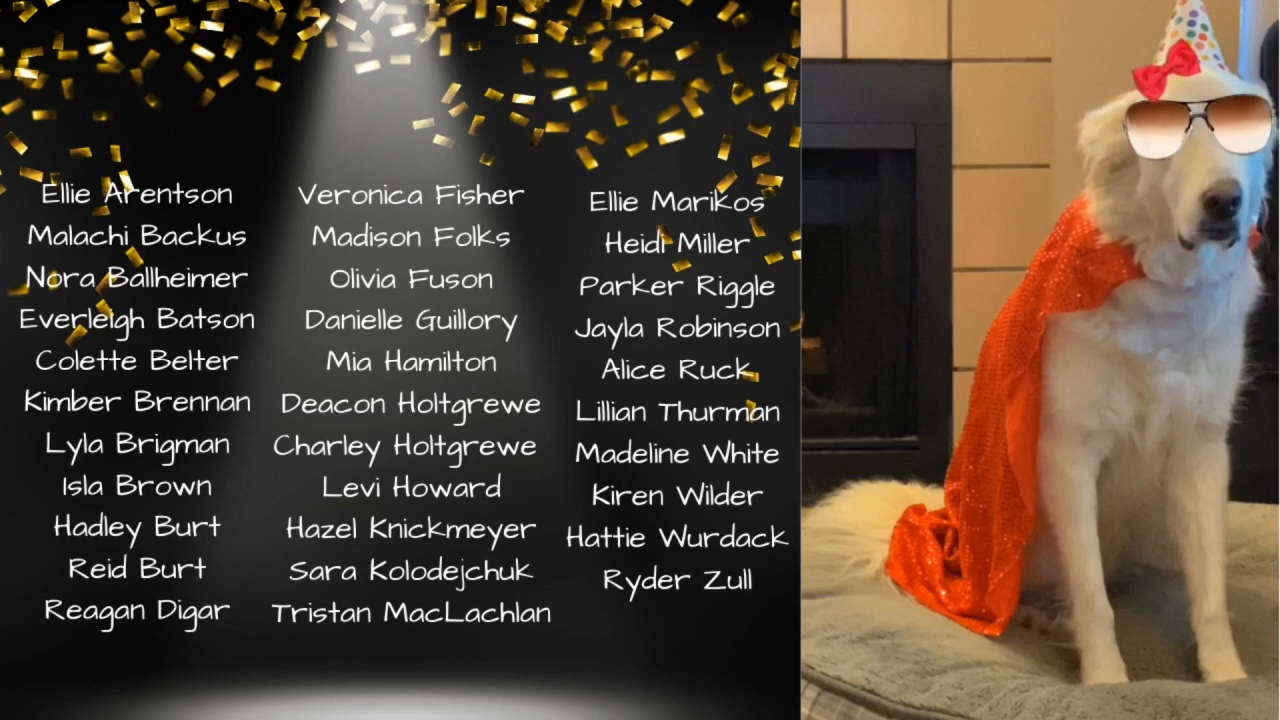 Ellie Arentson
Malachi Backus
Nora Ballheimer
Everleigh Batson
Colette Belter
Kimber Brennan
Lyla Brigman
Isla Brown
Hadley Burt
Reid Burt
Reagan Digar
Veronica Fisher
Madison Folks
Olivia Fuson
Danielle Guillory
Mia Hamilton
Deacon Holtgrewe
Charley Holtgrewe
Levi Howard
Hazel Knickmeyer
Sara Kolodejchuk
Tristan MacLachlan
Ellie Marikos
Heidi Miller
Parker Riggle
Jayla Robinson
Alice Ruck
Lillian Thurman
Madeline White
Kiren Wilder
Hattie Wurdack
Ryder Zull